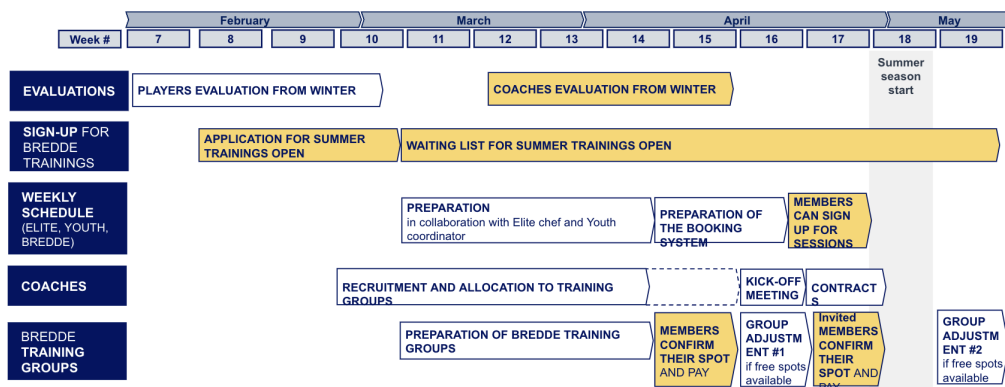 February
March
April
May
Week #
7
8
9
10
11
12
13
14
15
16
17
18
19
Summer
season
start
EVALUATIONS
PLAYERS EVALUATION FROM WINTER
COACHES EVALUATION FROM WINTER
SIGN-UP FOR
BREDDE
TRAININGS
APPLICATION FOR SUMMER
TRAININGS OPEN
WAITING LIST FOR SUMMER TRAININGS OPEN
WEEKLY
SCHEDULE
(ELITE, YOUTH,
BREDDE)
PREPARATION
in collaboration with Elite chef and Youth
coordinator
PREPARATION OF
THE BOOKING
SYSTEM
MEMBERS
CAN SIGN
UP FOR
SESSIONS
COACHES
RECRUITMENT AND ALLOCATION TO TRAINING
GROUPS
KICK-OFF
MEETING
CONTRACT
S
BREDDE
TRAINING
GROUPS
PREPARATION OF BREDDE TRAINING
GROUPS
MEMBERS
CONFIRM
THEIR SPOT
AND PAY
GROUP
ADJUSTM
ENT #1
if free spots
available
Invited
MEMBERS
CONFIRM
THEIR
SPOT AND
PAY
GROUP
ADJUSTM
ENT #2
if free spots
available